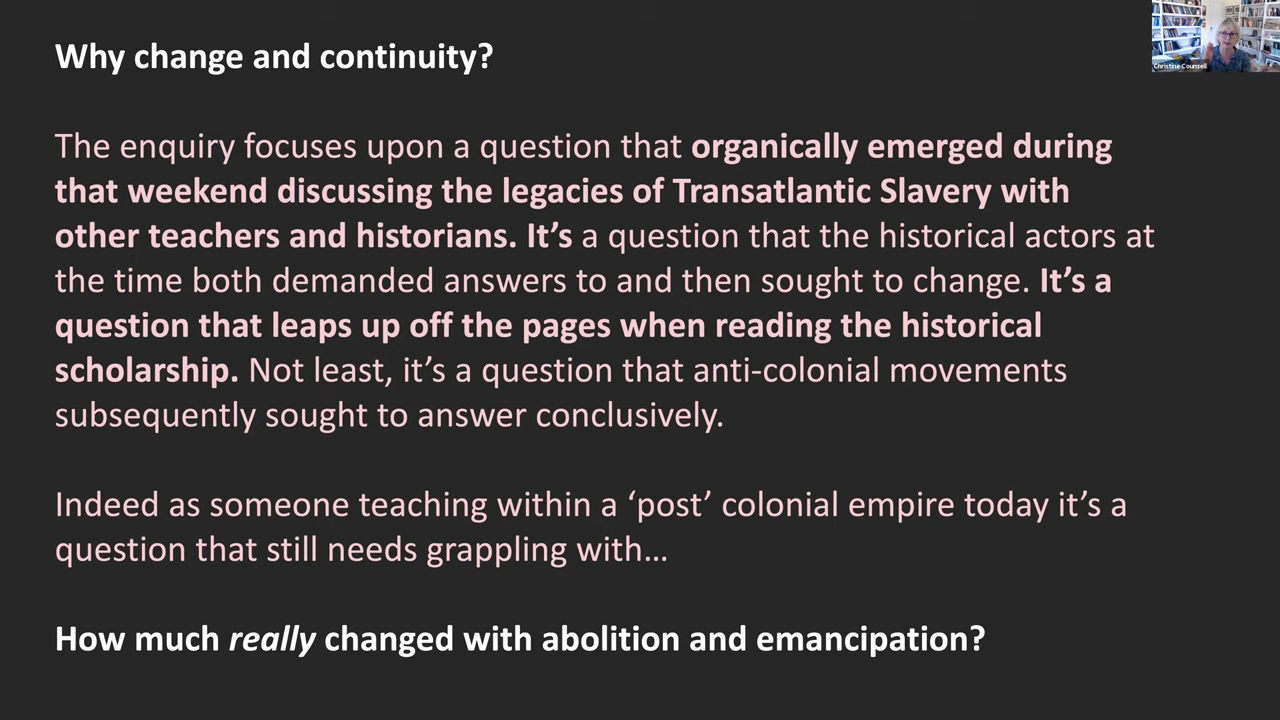 Why change and continuity?
Christine Counsell
The enquiry focuses upon a question that organically emerged during
that weekend discussing the legacies of Transatlantic Slavery with
other teachers and historians. It’s a question that the historical actors at
the time both demanded answers to and then sought to change. It’s a
question that leaps up off the pages when reading the historical
scholarship. Not least, it’s a question that anti-colonial movements
subsequently sought to answer conclusively.
Indeed as someone teaching within a ‘post’ colonial empire today it’s a
question that still needs grappling with…
How much really changed with abolition and emancipation?